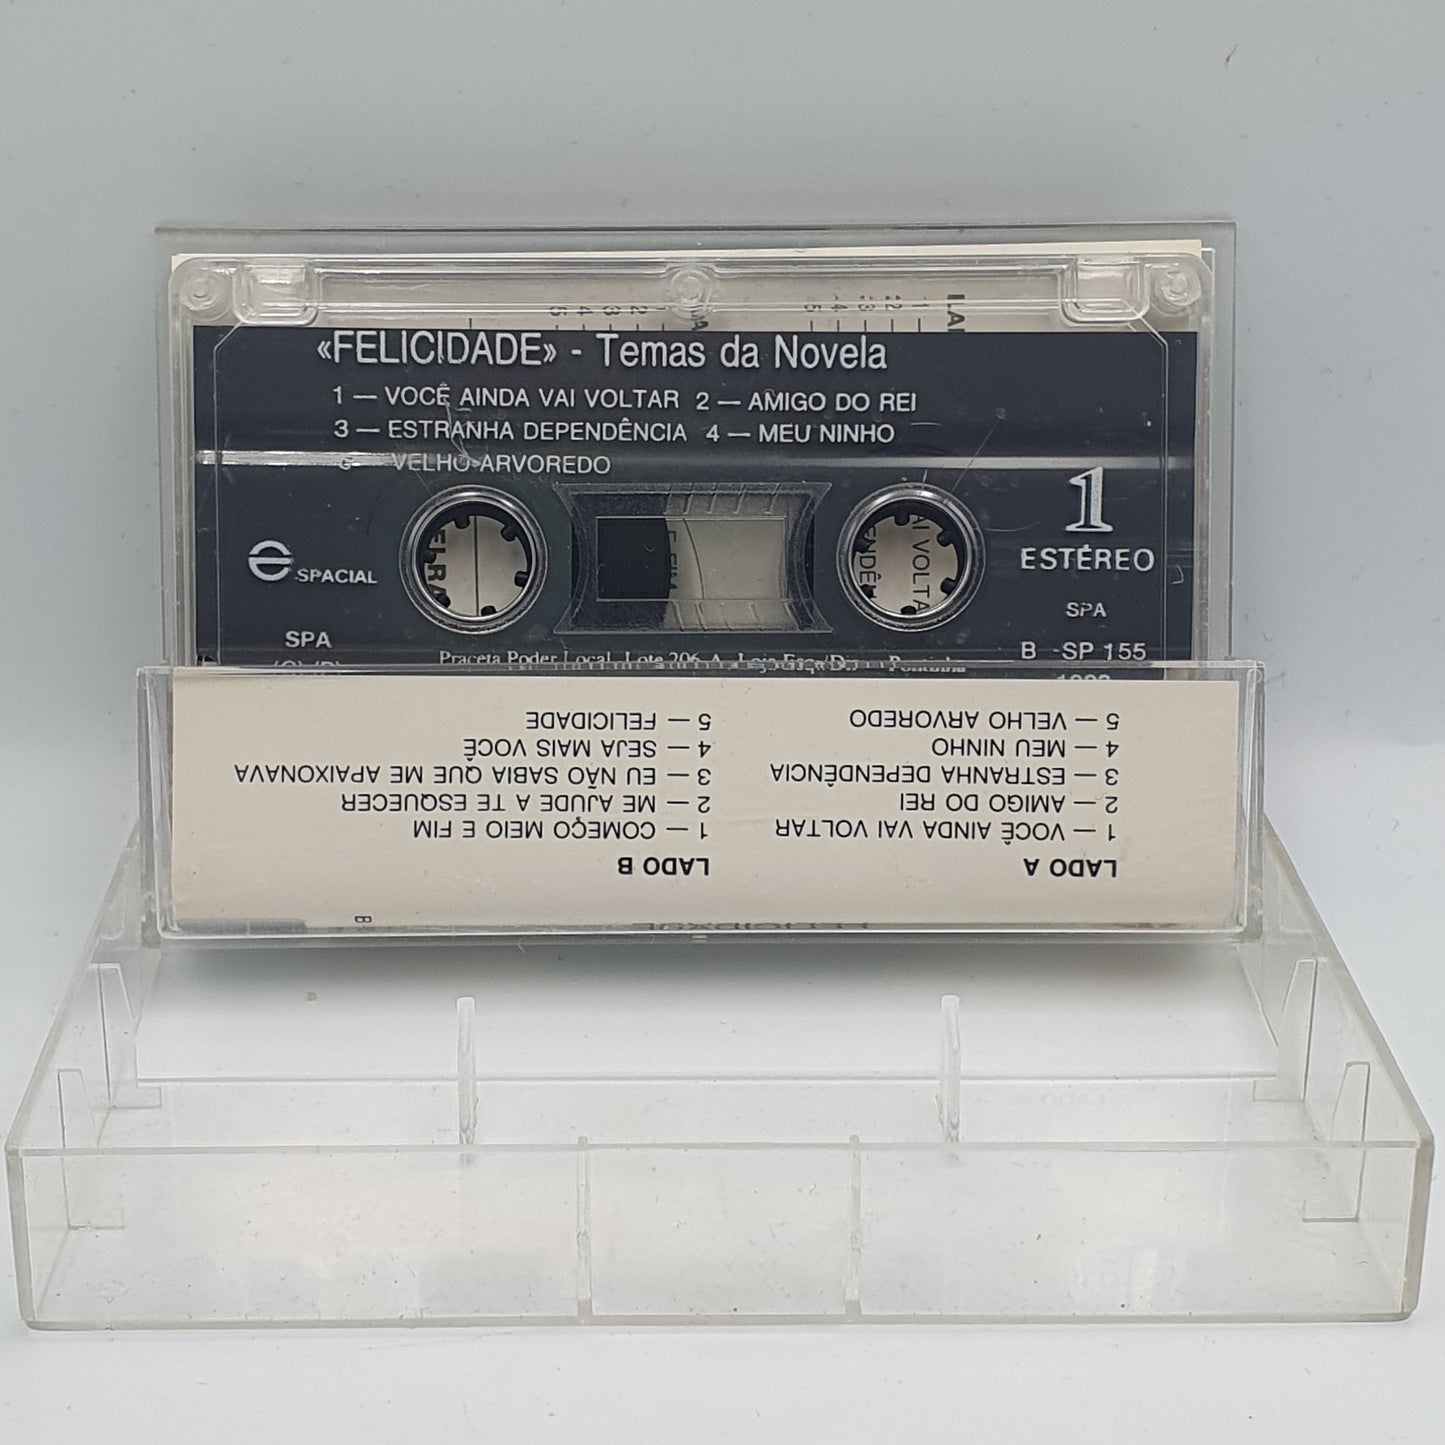 «FELICIDADE» - Temas da Novela
1 — VOCÊ AINDA VAI VOLTAR 2 — AMIGO DO REI
3 — ESTRANHA DEPENDÊNCIA 4 — MEU NINHO
VELHO ARVOREDO
1
ESTÉREO
SPACIAL
SPA
SPA
B -SP 155
Praceta Poder Local, Lote 206
LADO A
1 — VOCÊ AINDA VAI VOLTAR
2 — AMIGO DO REI
3 — ESTRANHA DEPENDÊNCIA
4 — MEU NINHO
5 — VELHO ARVOREDO
LADO B
1 — COMEÇO MEIO E FIM
2 — ME AJUDE A TE ESQUECER
3 — EU NÃO SABIA QUE ME APAIXONAVA
4 — SEJA MAIS VOCÊ
5 — FELICIDADE